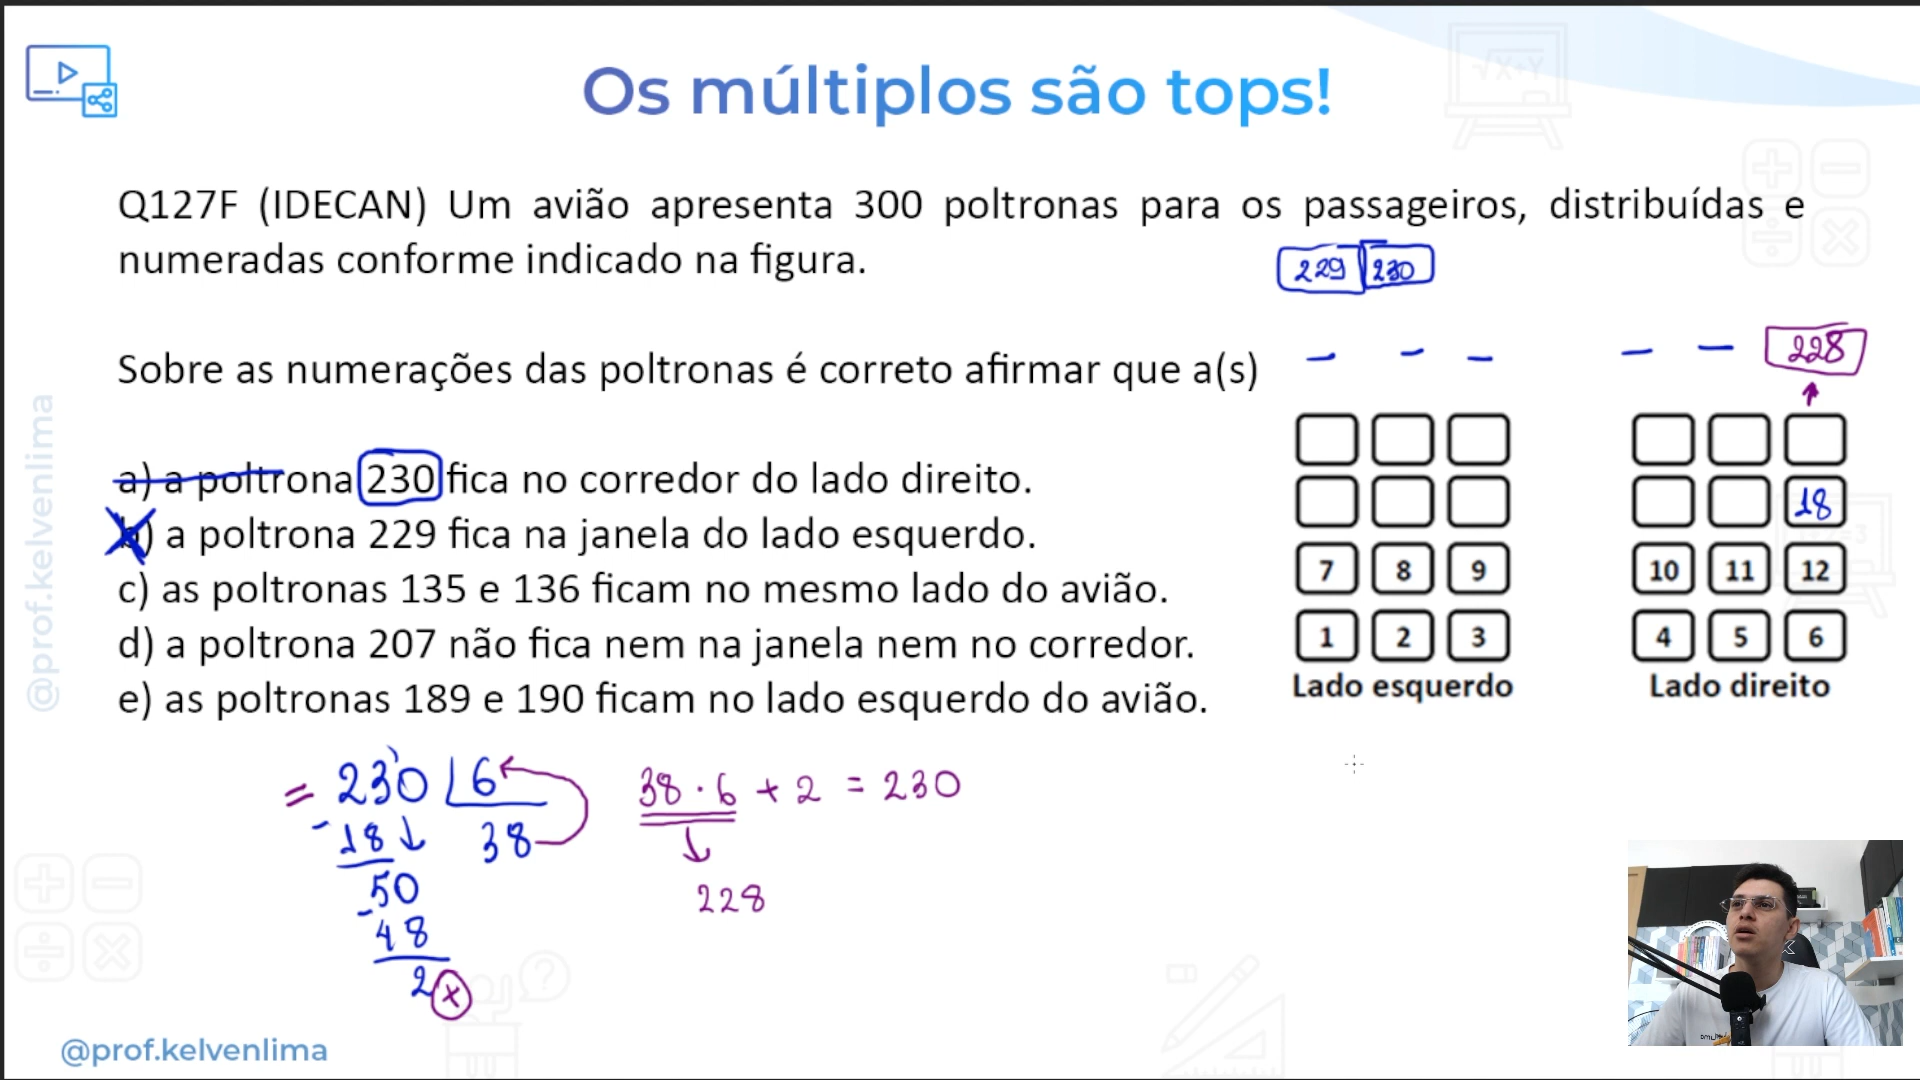 Os múltiplos são tops!
Q127F (IDECAN) Um avião apresenta 300 poltronas para os passageiros, distribuídas e
numeradas conforme indicado na figura.
229 230
Sobre as numerações das poltronas é correto afirmar que a(s)
228
a) a poltrona 230 fica no corredor do lado direito.
b) a poltrona 229 fica na janela do lado esquerdo.
c) as poltronas 135 e 136 ficam no mesmo lado do avião.
d) a poltrona 207 não fica nem na janela nem no corredor.
e) as poltronas 189 e 190 ficam no lado esquerdo do avião.
18
7 8 9 10 11 12
1 2 3 4 5 6
Lado esquerdo Lado direito
= 230 6
-18 38
50
-48
2 x
38 · 6 + 2 = 230
228
@prof.kelvenlima
@prof.kelvenlima
√X+Y